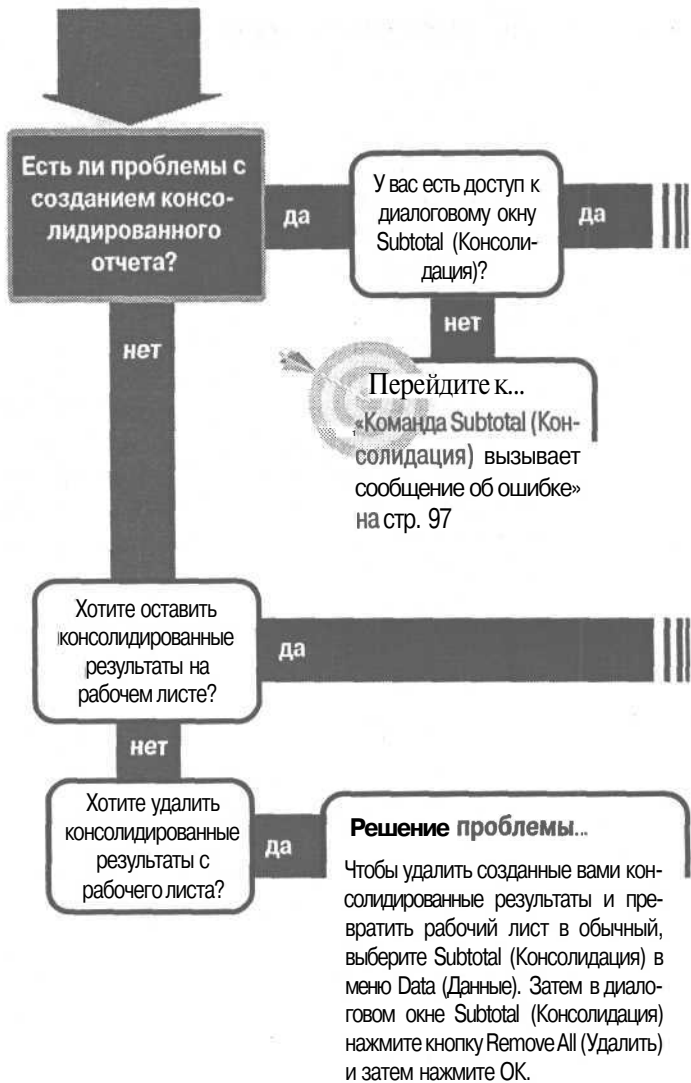 Есть ли проблемы с
созданием консо-
лидированного
отчета?
да
У вас есть доступ к
диалоговому окну
Subtotal (Консоли-
дация)?
да
нет
нет
Перейдите к...
«Команда Subtotal (Кон-
солидация) вызывает
сообщение об ошибке»
на стр. 97
Хотите оставить
консолидированные
результаты на
рабочем листе?
да
нет
Хотите удалить
консолидированные
результаты с
рабочего листа?
да
Решение проблемы...
Чтобы удалить созданные вами кон-
солидированные результаты и пре-
вратить рабочий лист в обычный,
выберите Subtotal (Консолидация) в
меню Data (Данные). Затем в диало-
говом окне Subtotal (Консолидация)
нажмите кнопку Remove All (Удалить)
и затем нажмите OK.